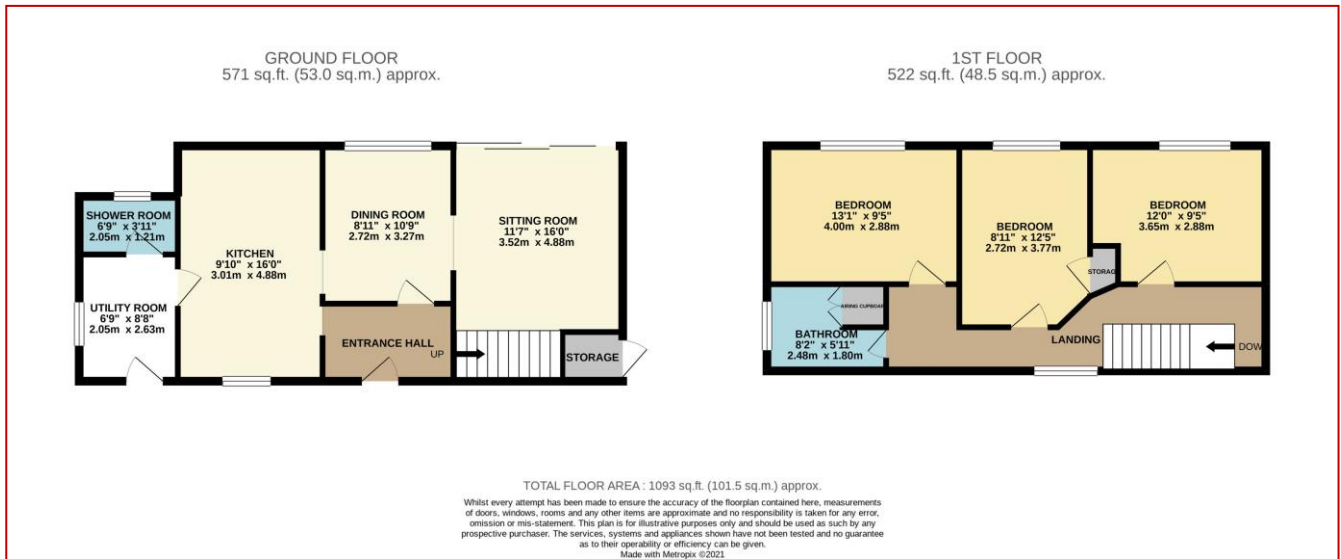 GROUND FLOOR
571 sq.ft. (53.0 sq.m.) approx.
SHOWER ROOM
6'9" x 3'11"
2.05m x 1.21m
UTILITY ROOM
6'9" x 8'8"
2.05m x 2.63m
KITCHEN
9'10" x 16'0"
3.01m x 4.88m
DINING ROOM
8'11" x 10'9"
2.72m x 3.27m
SITTING ROOM
11'7" x 16'0"
3.52m x 4.88m
ENTRANCE HALL
UP
STORAGE
1ST FLOOR
522 sq.ft. (48.5 sq.m.) approx.
BEDROOM
13'1" x 9'5"
4.00m x 2.88m
BEDROOM
8'11" x 12'5"
2.72m x 3.77m
BEDROOM
12'0" x 9'5"
3.65m x 2.88m
STORAG
AIRING CUPBOARD
BATHROOM
8'2" x 5'11"
2.48m x 1.80m
LANDING
DOW
TOTAL FLOOR AREA : 1093 sq.ft. (101.5 sq.m.) approx.
Whilst every attempt has been made to ensure the accuracy of the floorplan contained here, measurements
of doors, windows, rooms and any other items are approximate and no responsibility is taken for any error,
omission or mis-statement. This plan is for illustrative purposes only and should be used as such by any
prospective purchaser. The services, systems and appliances shown have not been tested and no guarantee
as to their operability or efficiency can be given.
Made with Metropix ©2021